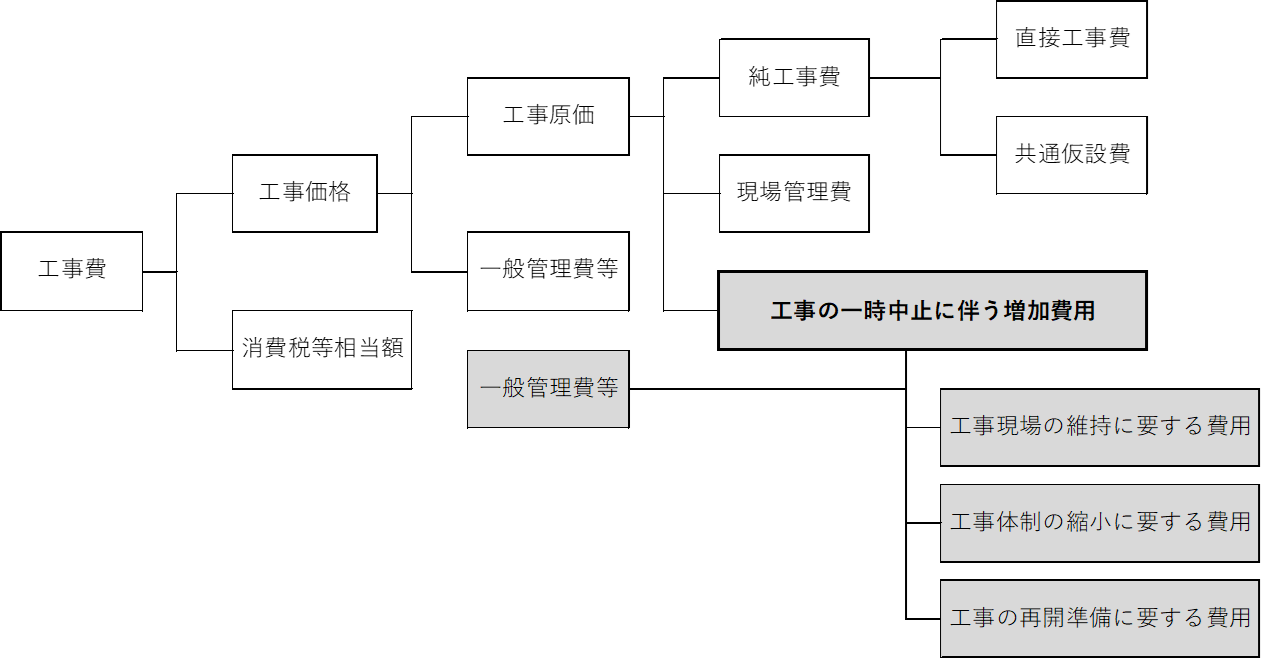 直接工事費
純工事費
工事原価
共通仮設費
工事価格
現場管理費
工事費
一般管理費等
工事の一時中止に伴う増加費用
消費税等相当額
一般管理費等
工事現場の維持に要する費用
工事体制の縮小に要する費用
工事の再開準備に要する費用